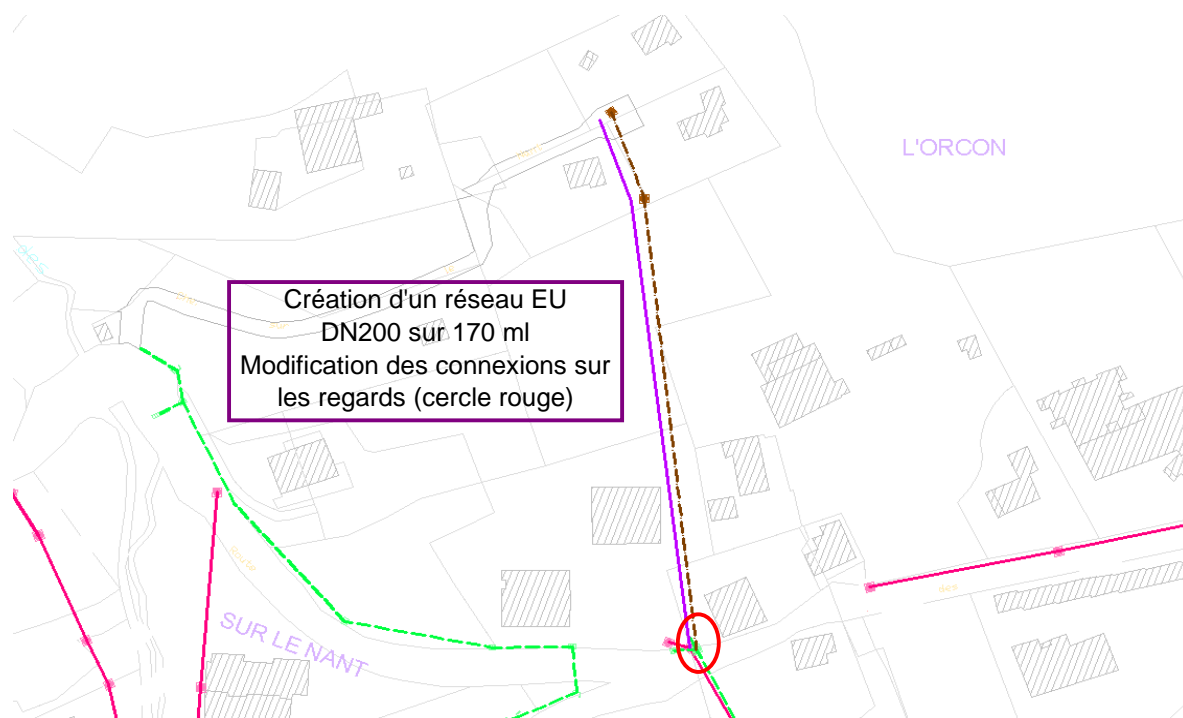 L'ORCON
Création d'un réseau EU
DN200 sur 170 ml
Modification des connexions sur
les regards (cercle rouge)
SUR LE NANT